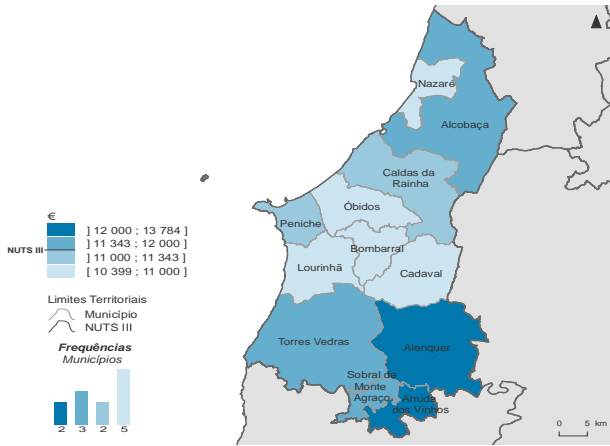 Nazaré
Alcobaça
Caldas da
Rainha
Óbidos
Peniche
Bombarral
Lourinhã
Cadaval
Torres Vedras
Alenquer
Sobral de
Monte
Agraço
Arruda
dos Vinhos
€
] 12 000 ; 13 784 ]
] 11 343 ; 12 000 ]
NUTS III
] 11 000 ; 11 343 ]
[ 10 399 ; 11 000 ]
Limites Territoriais
Município
NUTS III
Frequências
Municípios
2 3 2 5
0 5 km